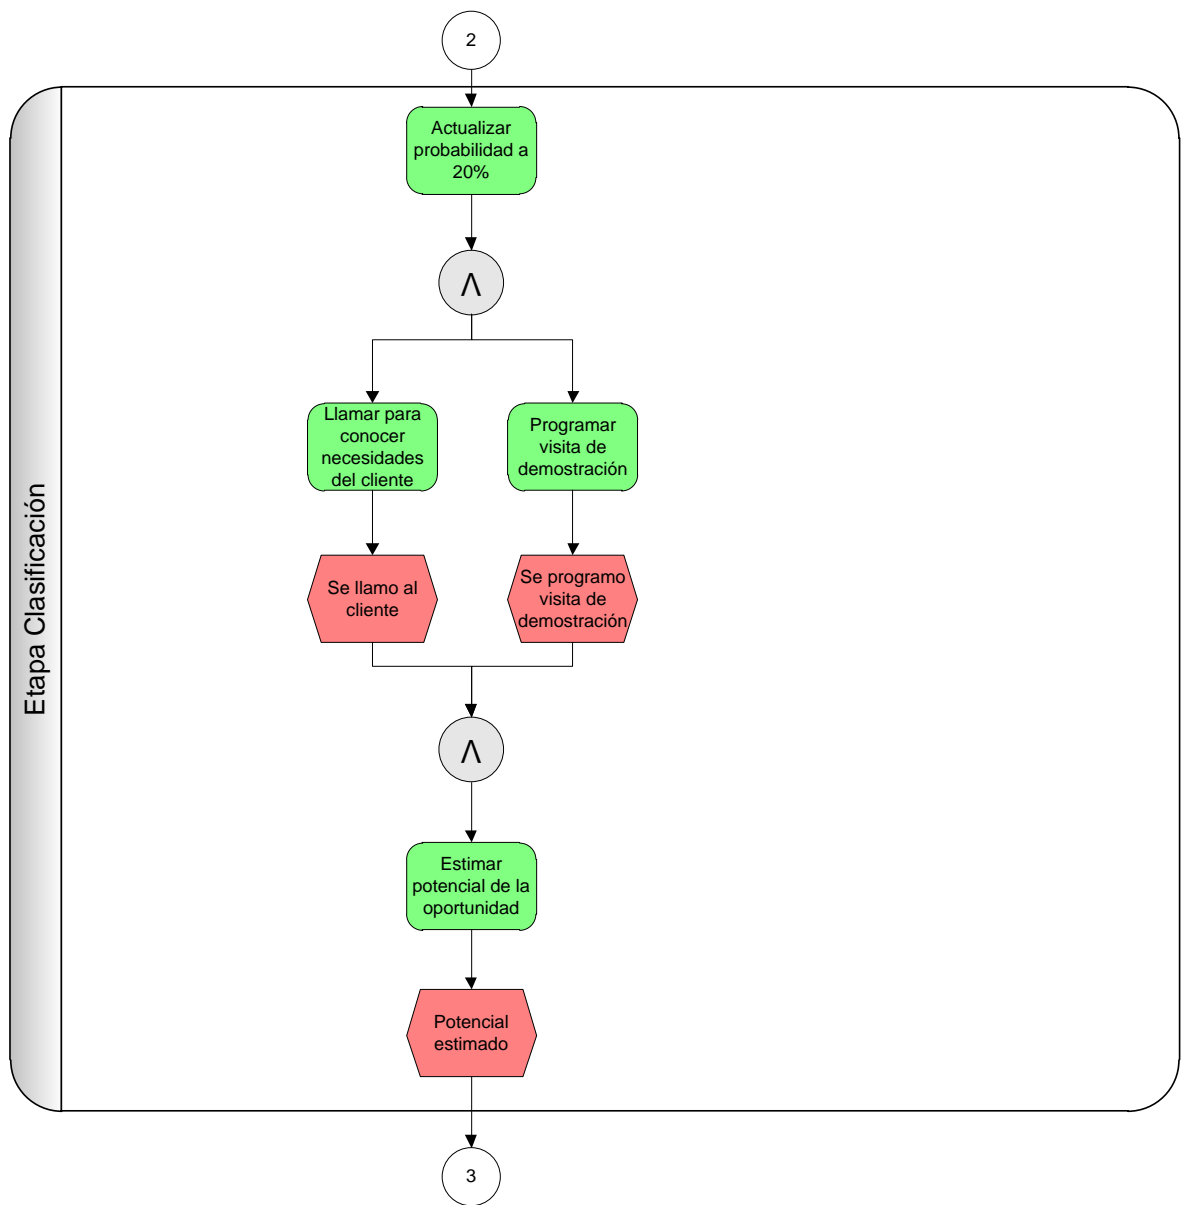 2
Actualizar
probabilidad a
20%
Λ
Llamar para
conocer
necesidades
del cliente
Programar
visita de
demostración
Se llamo al
cliente
Se programo
visita de
demostración
Λ
Estimar
potencial de la
oportunidad
Potencial
estimado
3
Etapa Clasificación